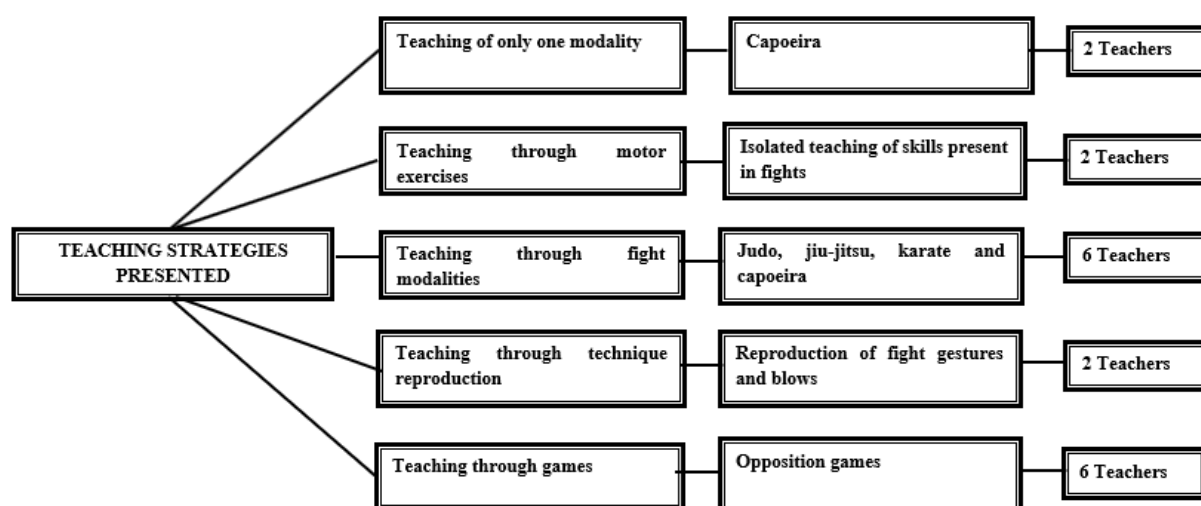 Teaching of only one modality
Capoeira
2 Teachers
Teaching through motor
exercises
Isolated teaching of skills present
in fights
2 Teachers
TEACHING STRATEGIES
PRESENTED
Teaching through fight
modalities
Judo, jiu-jitsu, karate and
capoeira
6 Teachers
Teaching through technique
reproduction
Reproduction of fight gestures
and blows
2 Teachers
Teaching through games
Opposition games
6 Teachers